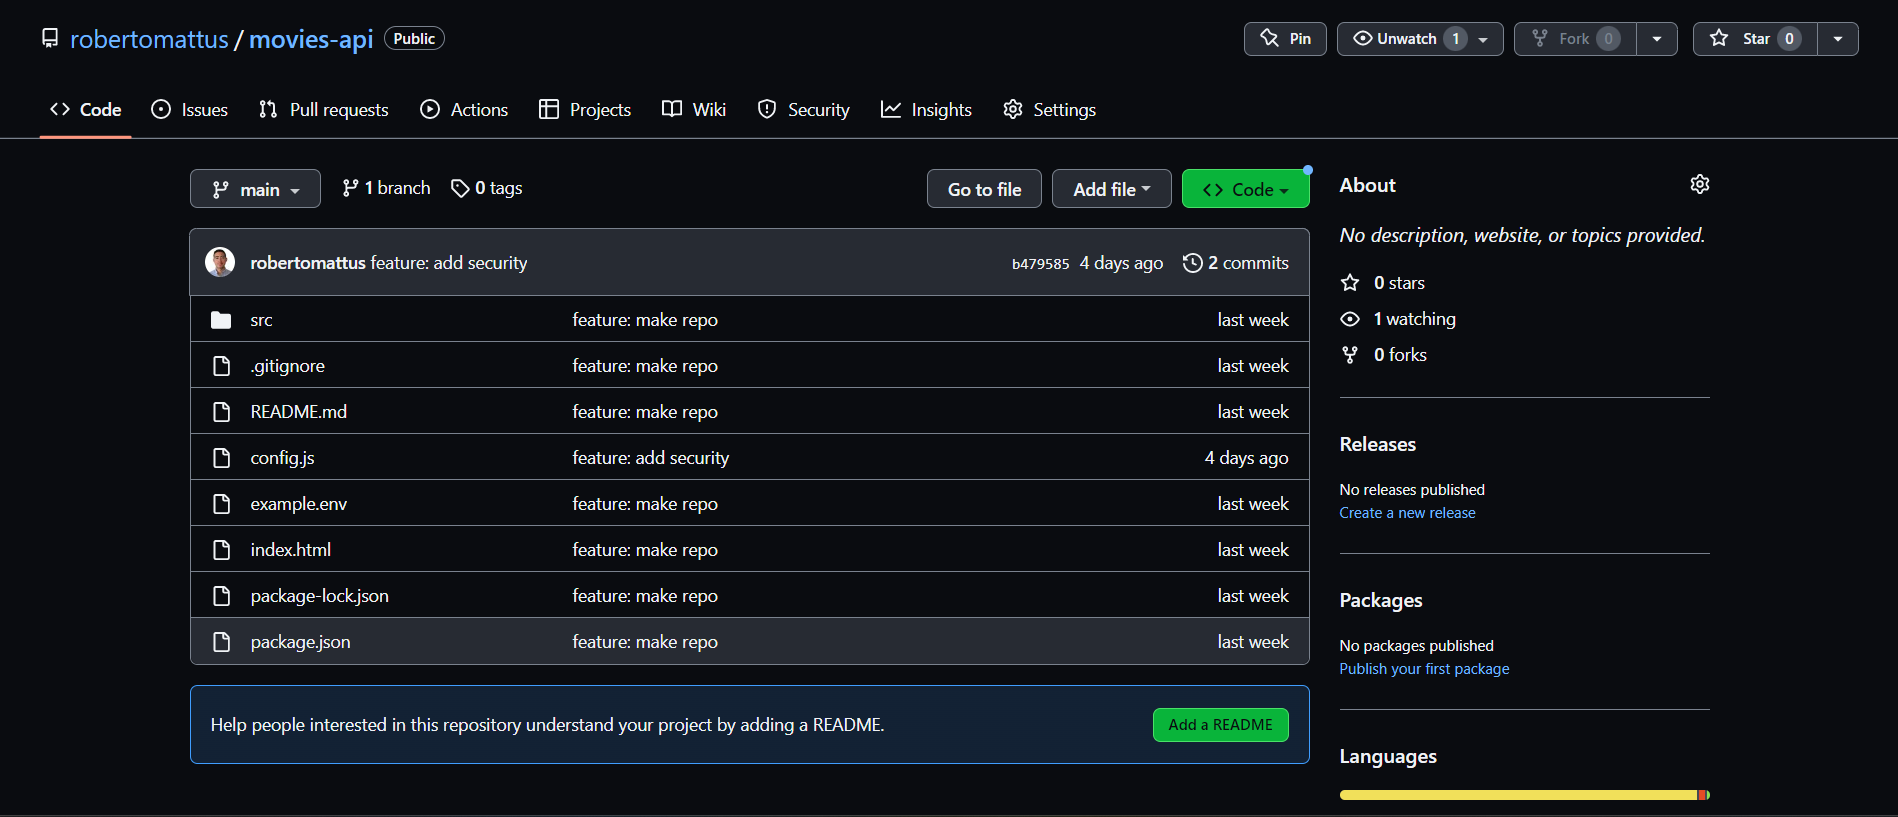 robertomattus / movies-api Public Pin Unwatch 1 Fork 0 Star 0
Code Issues Pull requests Actions Projects Wiki Security Insights Settings
main 1 branch 0 tags Go to file Add file Code
robertomattus feature: add security b479585 4 days ago 2 commits
src feature: make repo last week
.gitignore feature: make repo last week
README.md feature: make repo last week
config.js feature: add security 4 days ago
example.env feature: make repo last week
index.html feature: make repo last week
package-lock.json feature: make repo last week
package.json feature: make repo last week
Help people interested in this repository understand your project by adding a README. Add a README
About
No description, website, or topics provided.
0 stars
1 watching
0 forks
Releases
No releases published
Create a new release
Packages
No packages published
Publish your first package
Languages